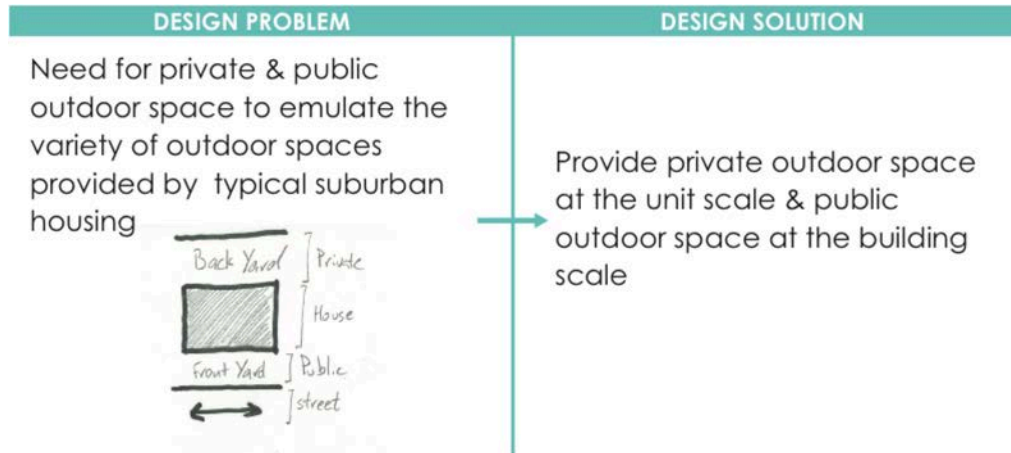 DESIGN PROBLEM
Need for private & public
outdoor space to emulate the
variety of outdoor spaces
provided by typical suburban
housing
Back Yard
Private
House
Front Yard
Public
street
DESIGN SOLUTION
Provide private outdoor space
at the unit scale & public
outdoor space at the building
scale